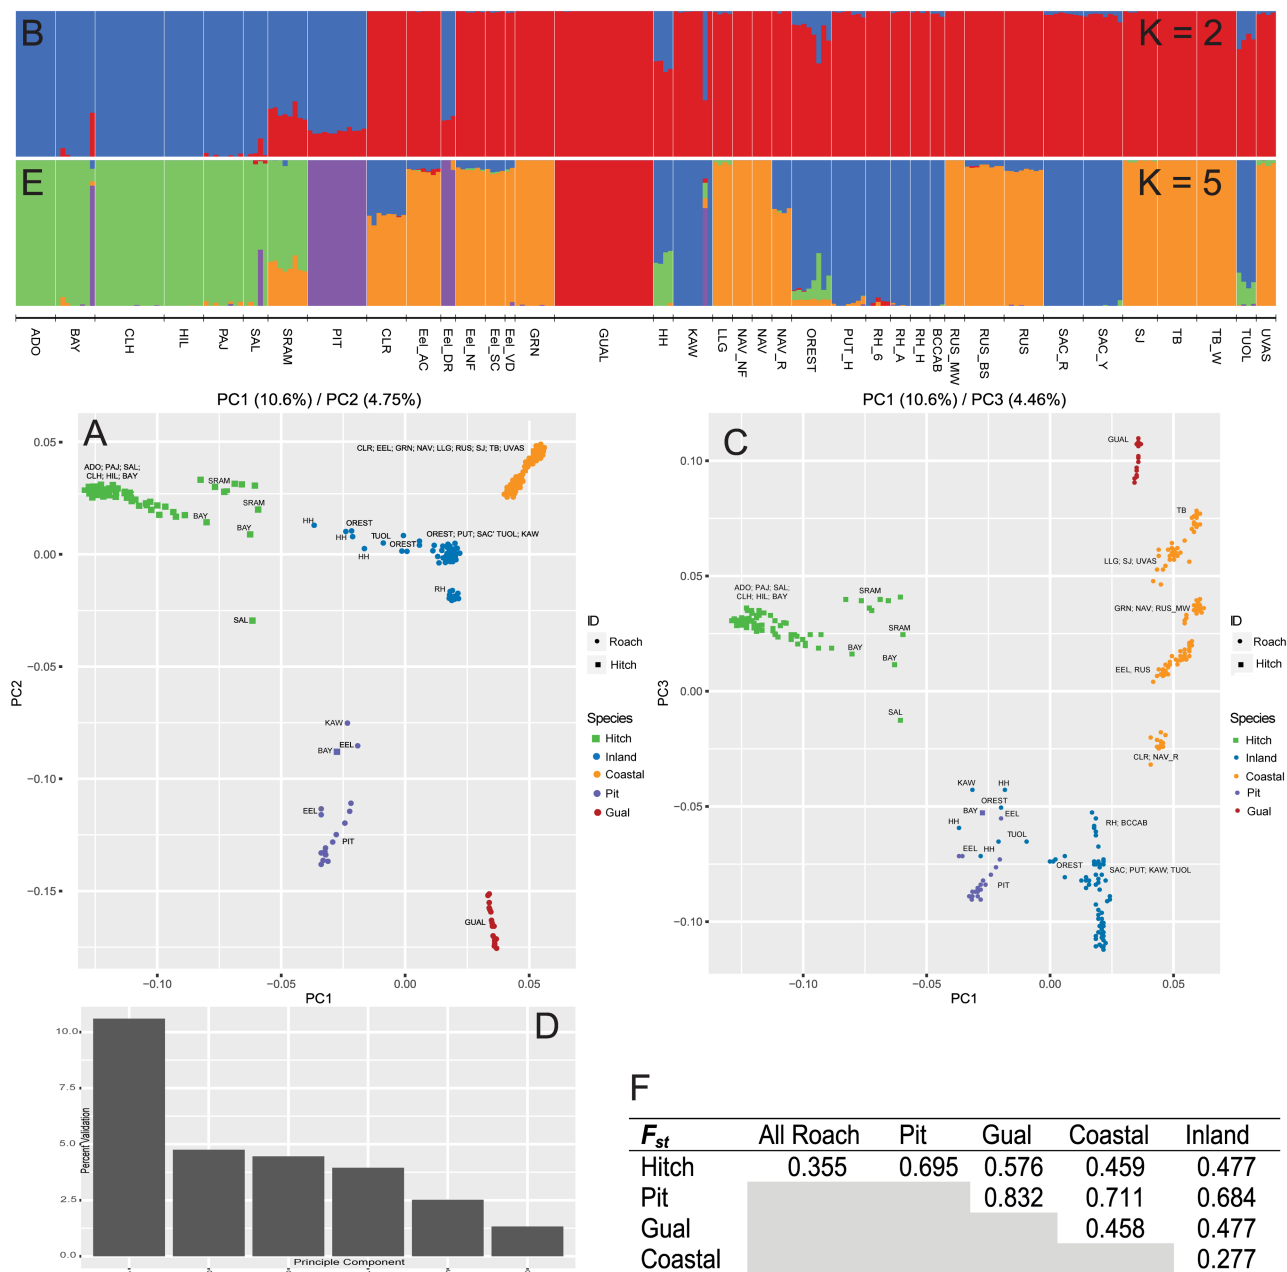 B
K = 2
E
K = 5
ADO BAY CLH HIL PAJ SAL SRAM PIT CLR Eel_AC Eel_DR Eel_NF Eel_SC Eel_VD GRN GUAL HH KAW LLG NAV_NF NAV NAV_R OREST PUT_H RH_6 RH_A RH_H BCCAB RUS_MW RUS_BS RUS SAC_R SAC_Y SJ TB TB_W TUOL UVAS
PC1 (10.6%) / PC2 (4.75%)
A
0.05
0.00
−0.05
−0.10
−0.15
PC2
CLR; EEL; GRN; NAV; LLG; RUS; SJ; TB; UVAS
ADO; PAJ; SAL;
CLH; HIL; BAY
SRAM
SRAM
BAY
BAY
HH
OREST
HH
TUOL
OREST
OREST; PUT; SAC' TUOL; KAW
HH
RH
SAL
KAW
EEL
BAY
EEL
PIT
GUAL
−0.10
−0.05
0.00
0.05
PC1
ID
Roach
Hitch
Species
Hitch
Inland
Coastal
Pit
Gual
PC1 (10.6%) / PC3 (4.46%)
C
0.10
0.05
0.00
−0.05
−0.10
PC3
GUAL
TB
LLG; SJ; UVAS
ADO; PAJ; SAL;
CLH; HIL; BAY
SRAM
GRN; NAV; RUS_MW
SRAM
BAY
BAY
EEL, RUS
SAL
CLR; NAV_R
KAW
HH
OREST
BAY
EEL
HH
RH; BCCAB
TUOL
EEL
HH
OREST
SAC, PUT; KAW; TUOL
PIT
−0.10
−0.05
0.00
0.05
PC1
ID
Roach
Hitch
Species
Hitch
Inland
Coastal
Pit
Gual
D
10.0
7.5
5.0
2.5
0.0
Percent Validation
Principle Component
F
Fst All Roach Pit Gual Coastal Inland
Hitch 0.355 0.695 0.576 0.459 0.477
Pit 0.832 0.711 0.684
Gual 0.458 0.477
Coastal 0.277